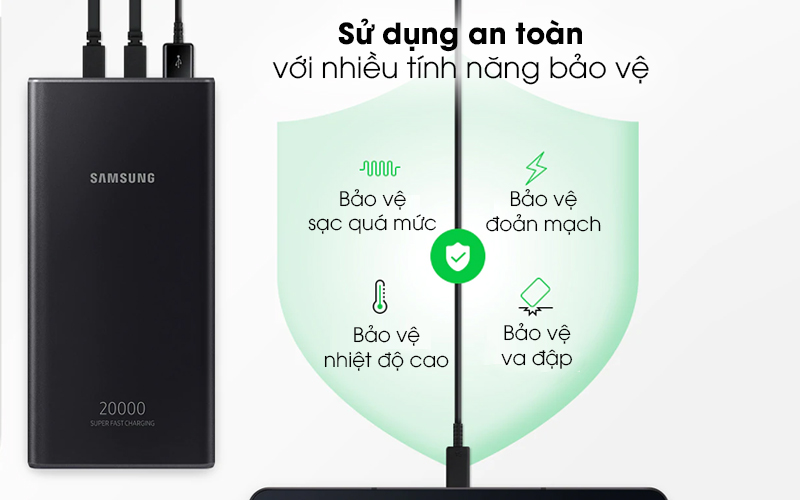 Sử dụng an toàn
với nhiều tính năng bảo vệ
SAMSUNG
20000
SUPER FAST CHARGING
Bảo vệ
sạc quá mức
Bảo vệ
đoản mạch
Bảo vệ
nhiệt độ cao
Bảo vệ
va đập